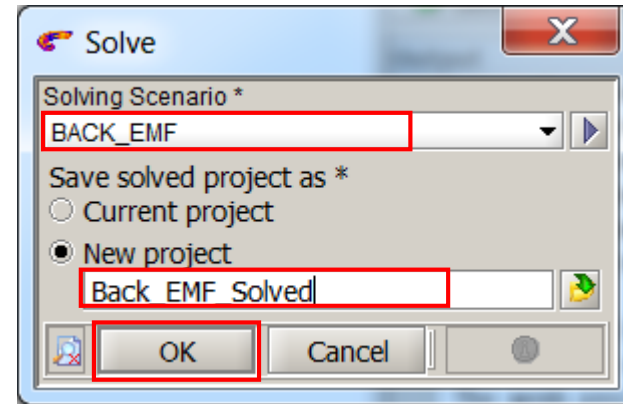 Solve
X
Solving Scenario *
BACK_EMF
Save solved project as *
Current project
New project
Back_EMF_Solved
OK Cancel